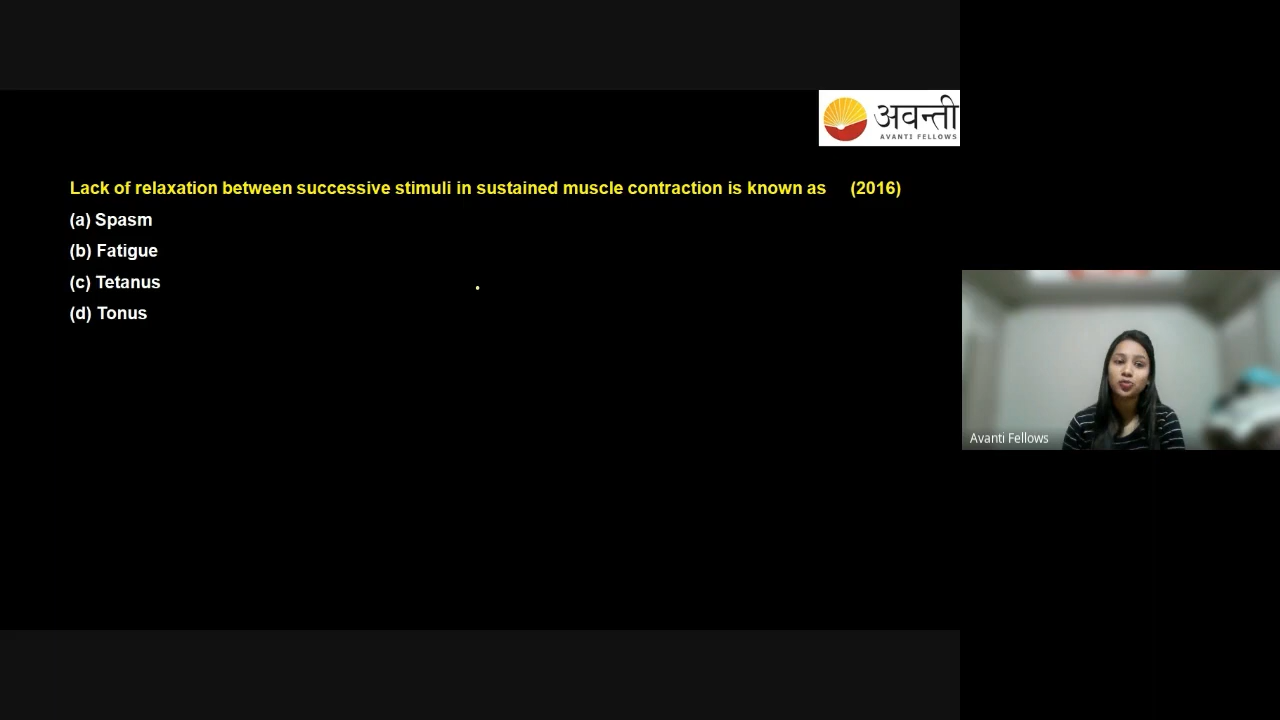 अवन्ती
AVANTI FELLOWS
Lack of relaxation between successive stimuli in sustained muscle contraction is known as (2016)
(a) Spasm
(b) Fatigue
(c) Tetanus
(d) Tonus
Avanti Fellows